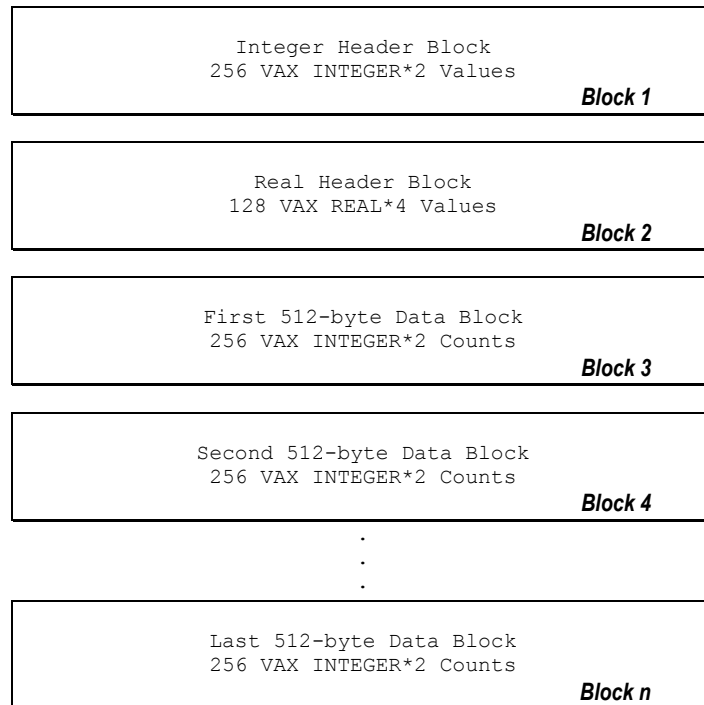 Integer Header Block
256 VAX INTEGER*2 Values
Block 1
Real Header Block
128 VAX REAL*4 Values
Block 2
First 512-byte Data Block
256 VAX INTEGER*2 Counts
Block 3
Second 512-byte Data Block
256 VAX INTEGER*2 Counts
Block 4
.
.
.
Last 512-byte Data Block
256 VAX INTEGER*2 Counts
Block n